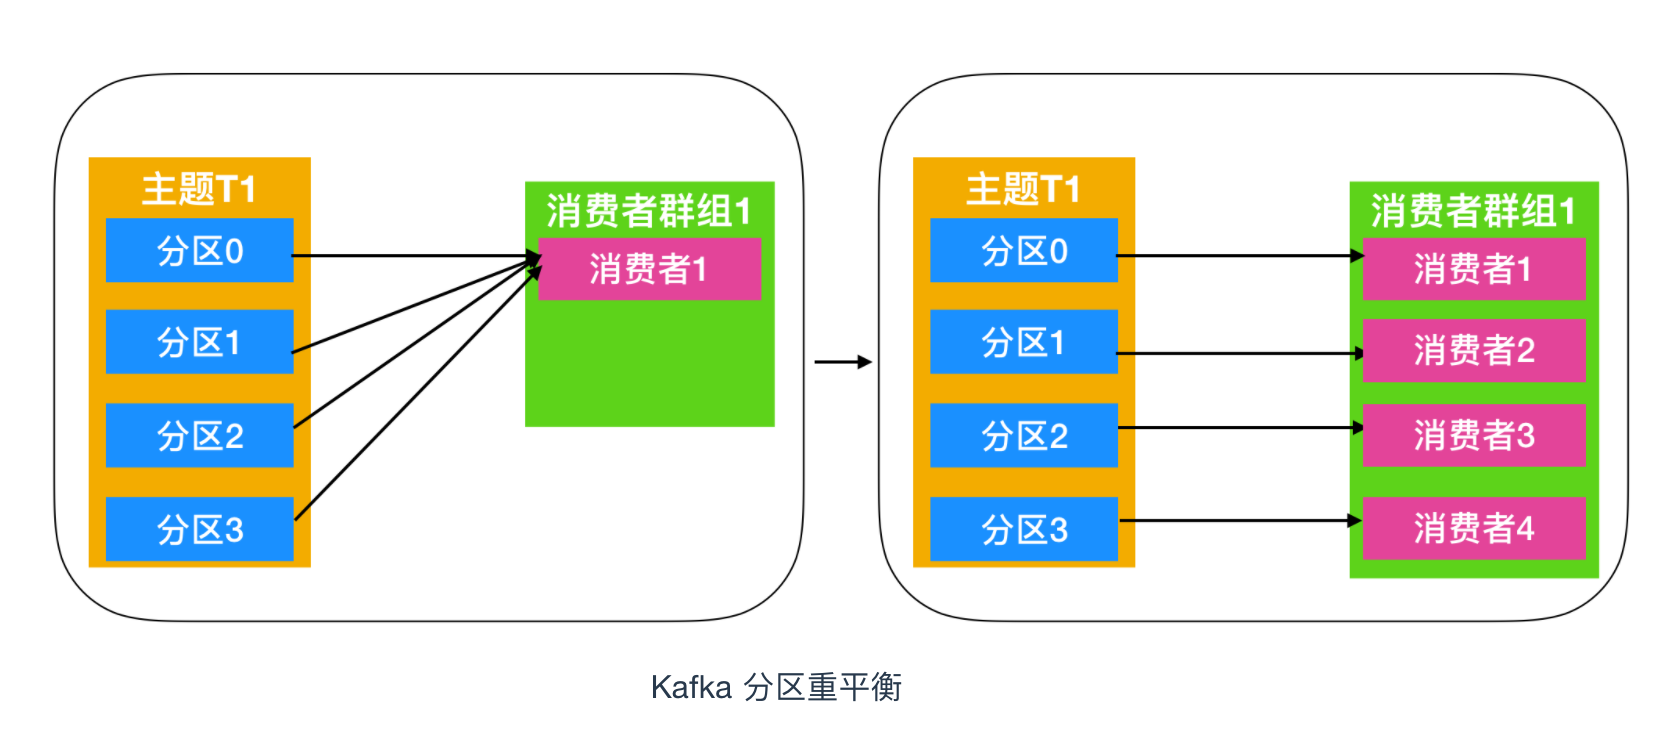 主题T1
分区0
分区1
分区2
分区3
消费者群组1
消费者1
主题T1
分区0
分区1
分区2
分区3
消费者群组1
消费者1
消费者2
消费者3
消费者4
Kafka 分区重平衡